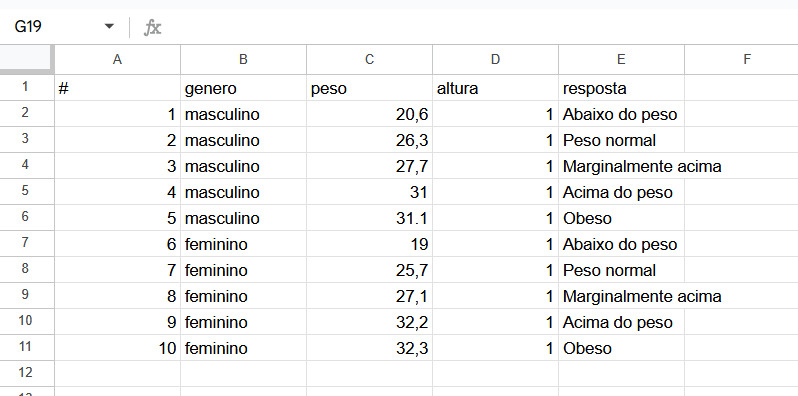 G19 fx
A B C D E F
1 # genero peso altura resposta
2 1 masculino 20,6 1 Abaixo do peso
3 2 masculino 26,3 1 Peso normal
4 3 masculino 27,7 1 Marginalmente acima
5 4 masculino 31 1 Acima do peso
6 5 masculino 31.1 1 Obeso
7 6 feminino 19 1 Abaixo do peso
8 7 feminino 25,7 1 Peso normal
9 8 feminino 27,1 1 Marginalmente acima
10 9 feminino 32,2 1 Acima do peso
11 10 feminino 32,3 1 Obeso
12